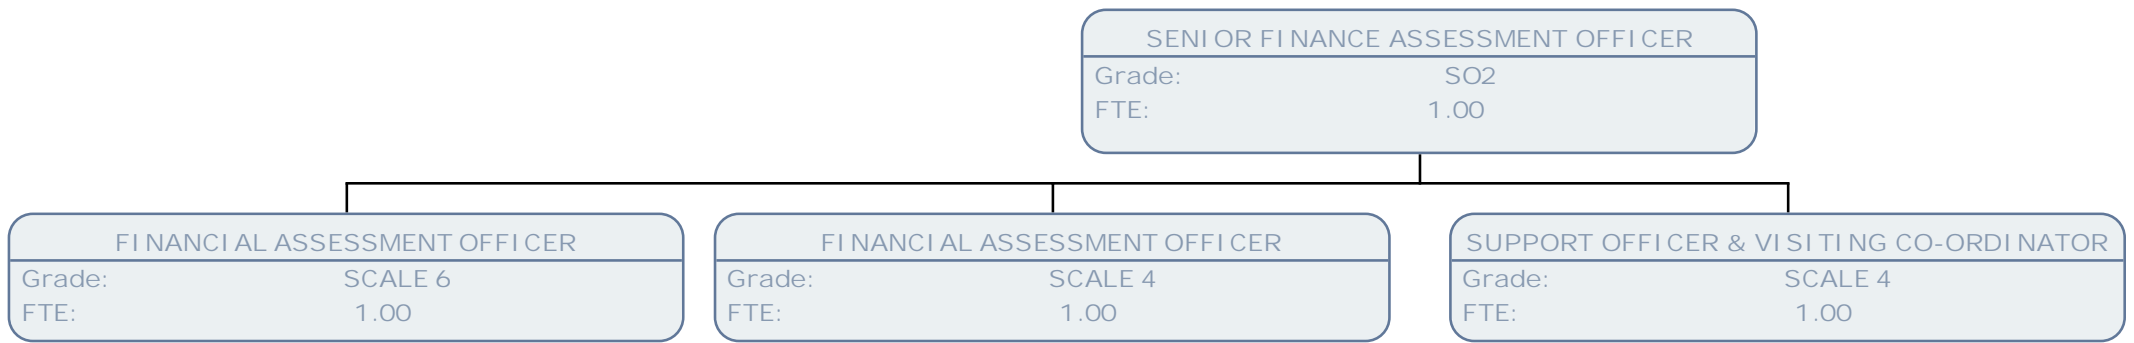 SENIOR FINANCE ASSESSMENT OFFICER
Grade: SO2
FTE: 1.00
FINANCIAL ASSESSMENT OFFICER
Grade: SCALE 6
FTE: 1.00
FINANCIAL ASSESSMENT OFFICER
Grade: SCALE 4
FTE: 1.00
SUPPORT OFFICER & VISITING CO-ORDINATOR
Grade: SCALE 4
FTE: 1.00